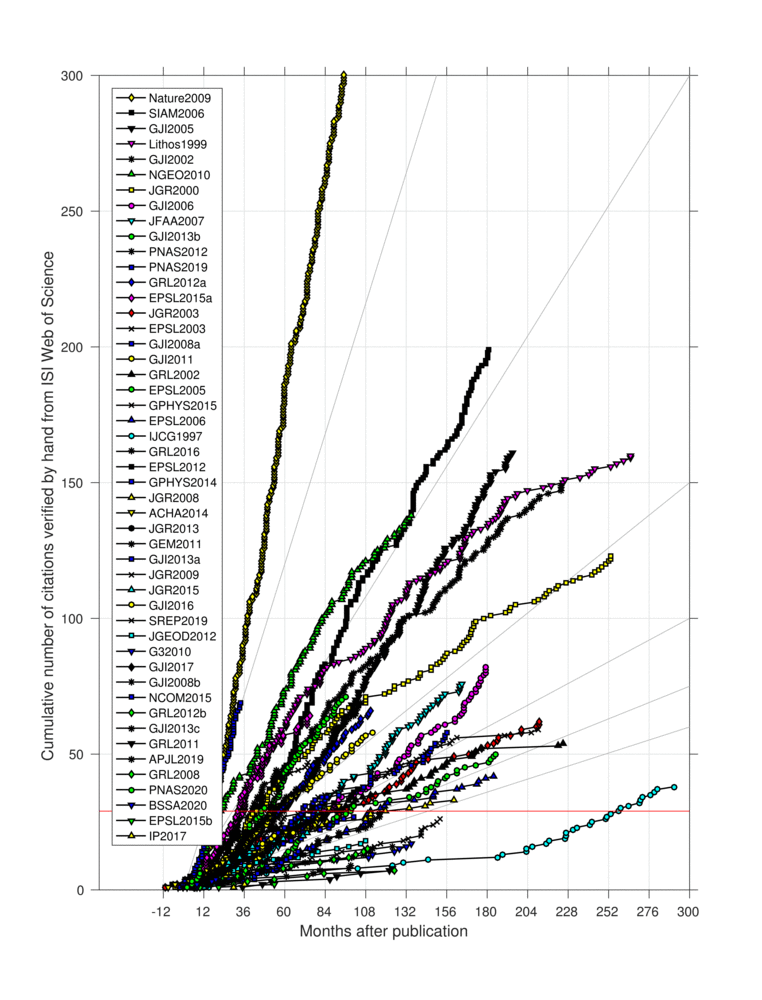 300
250
200
150
100
50
0
Cumulative number of citations verified by hand from ISI Web of Science
Nature2009
SIAM2006
GJI2005
Lithos1999
GJI2002
NGEO2010
JGR2000
GJI2006
JFAA2007
GJI2013b
PNAS2012
PNAS2019
GRL2012a
EPSL2015a
JGR2003
EPSL2003
GJI2008a
GJI2011
GRL2002
EPSL2005
GPHYS2015
EPSL2006
IJCG1997
GRL2016
EPSL2012
GPHYS2014
JGR2008
ACHA2014
JGR2013
GEM2011
GJI2013a
JGR2009
JGR2015
GJI2016
SREP2019
JGEOD2012
G32010
GJI2017
GJI2008b
NCOM2015
GRL2012b
GJI2013c
GRL2011
APJL2019
GRL2008
PNAS2020
BSSA2020
EPSL2015b
IP2017
-12 12 36 60 84 108 132 156 180 204 228 252 276 300
Months after publication